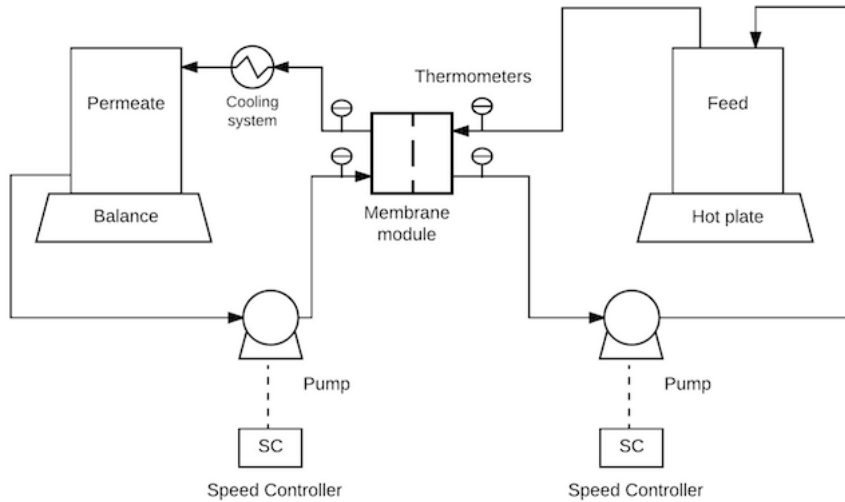 Thermometers
Permeate
Cooling
system
Feed
Balance
Membrane
module
Hot plate
Pump
Pump
SC
SC
Speed Controller
Speed Controller